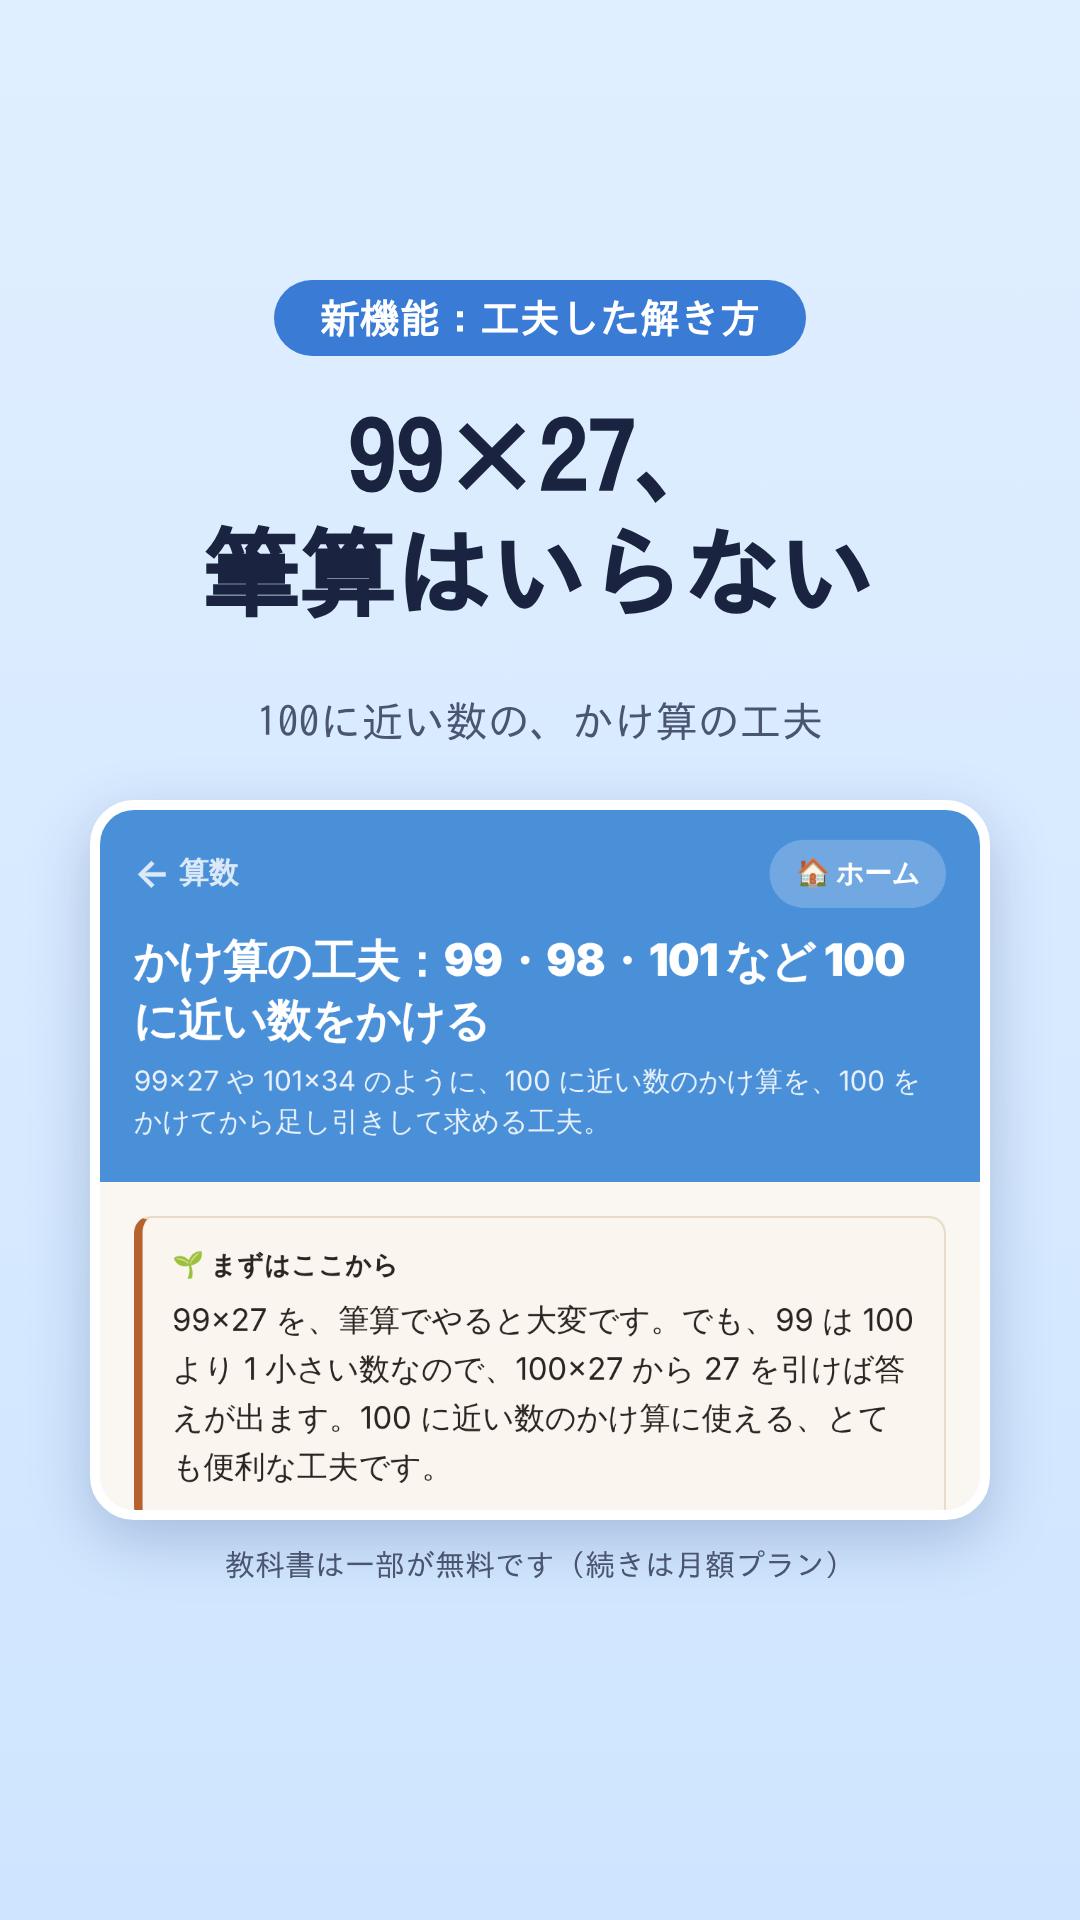 新機能：工夫した解き方
99×27、
筆算はいらない
100に近い数の、かけ算の工夫
← 算数
🏠 ホーム
かけ算の工夫：99・98・101 など 100
に近い数をかける
99×27 や 101×34 のように、100 に近い数のかけ算を、100 を
かけてから足し引きして求める工夫。
🌱 まずはここから
99×27 を、筆算でやると大変です。でも、99 は 100
より 1 小さい数なので、100×27 から 27 を引けば答
えが出ます。100 に近い数のかけ算に使える、とて
も便利な工夫です。
教科書は一部が無料です（続きは月額プラン）